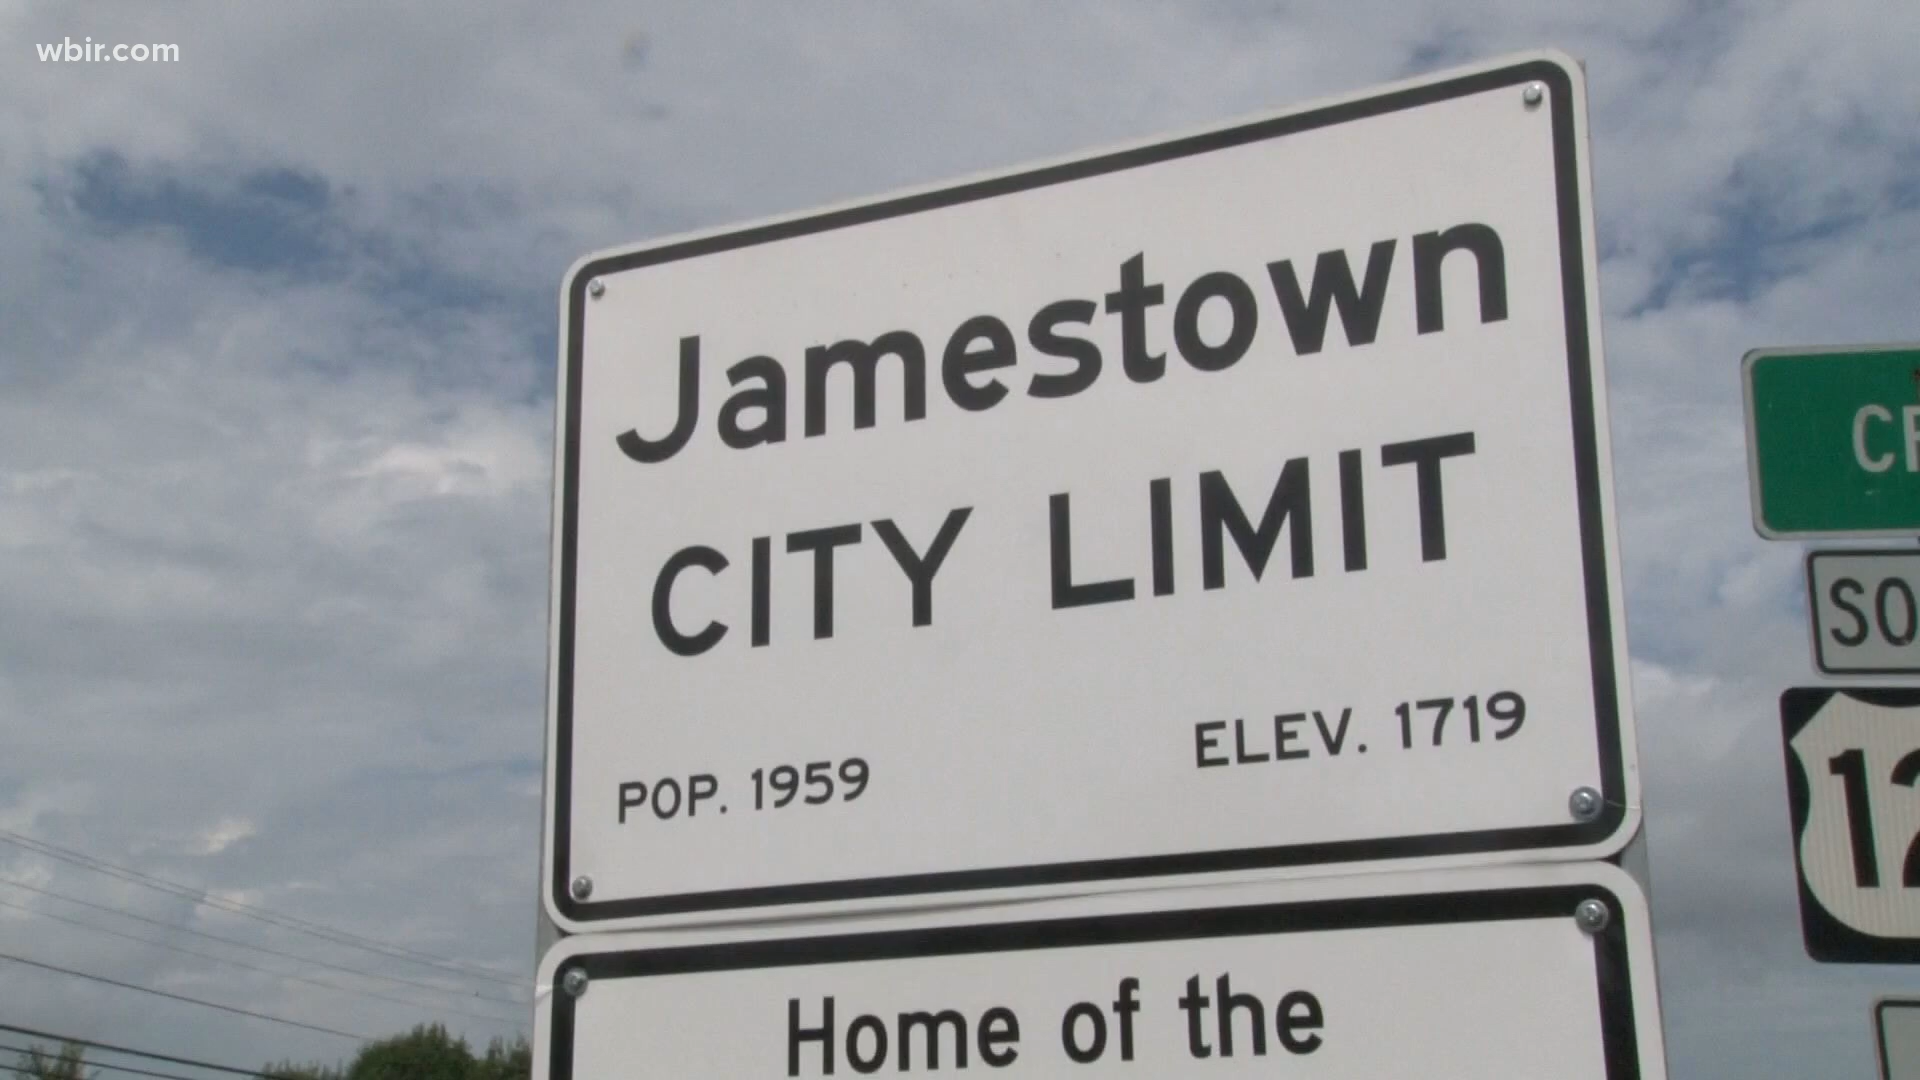 wbir.com
Jamestown
CITY LIMIT
POP. 1959
ELEV. 1719
Home of the